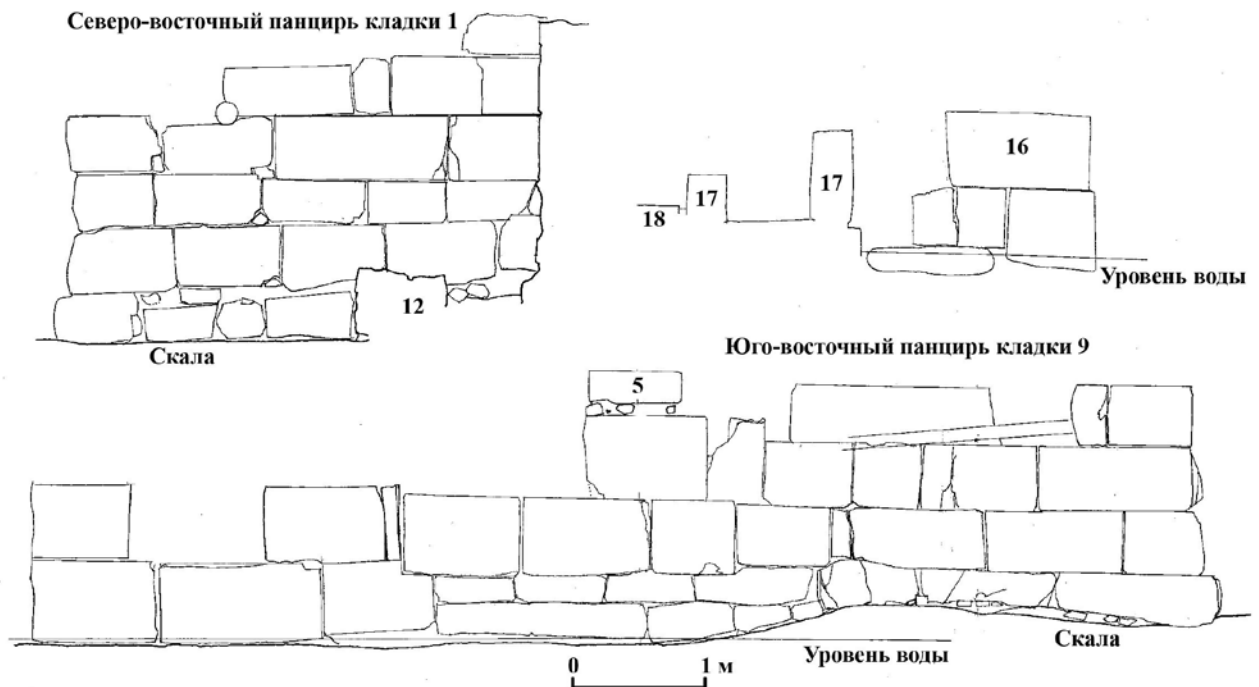 Северо-восточный панцирь кладки 1
16
17
17
18
Уровень воды
12
Скала
Юго-восточный панцирь кладки 9
5
Уровень воды
Скала
0 1 м